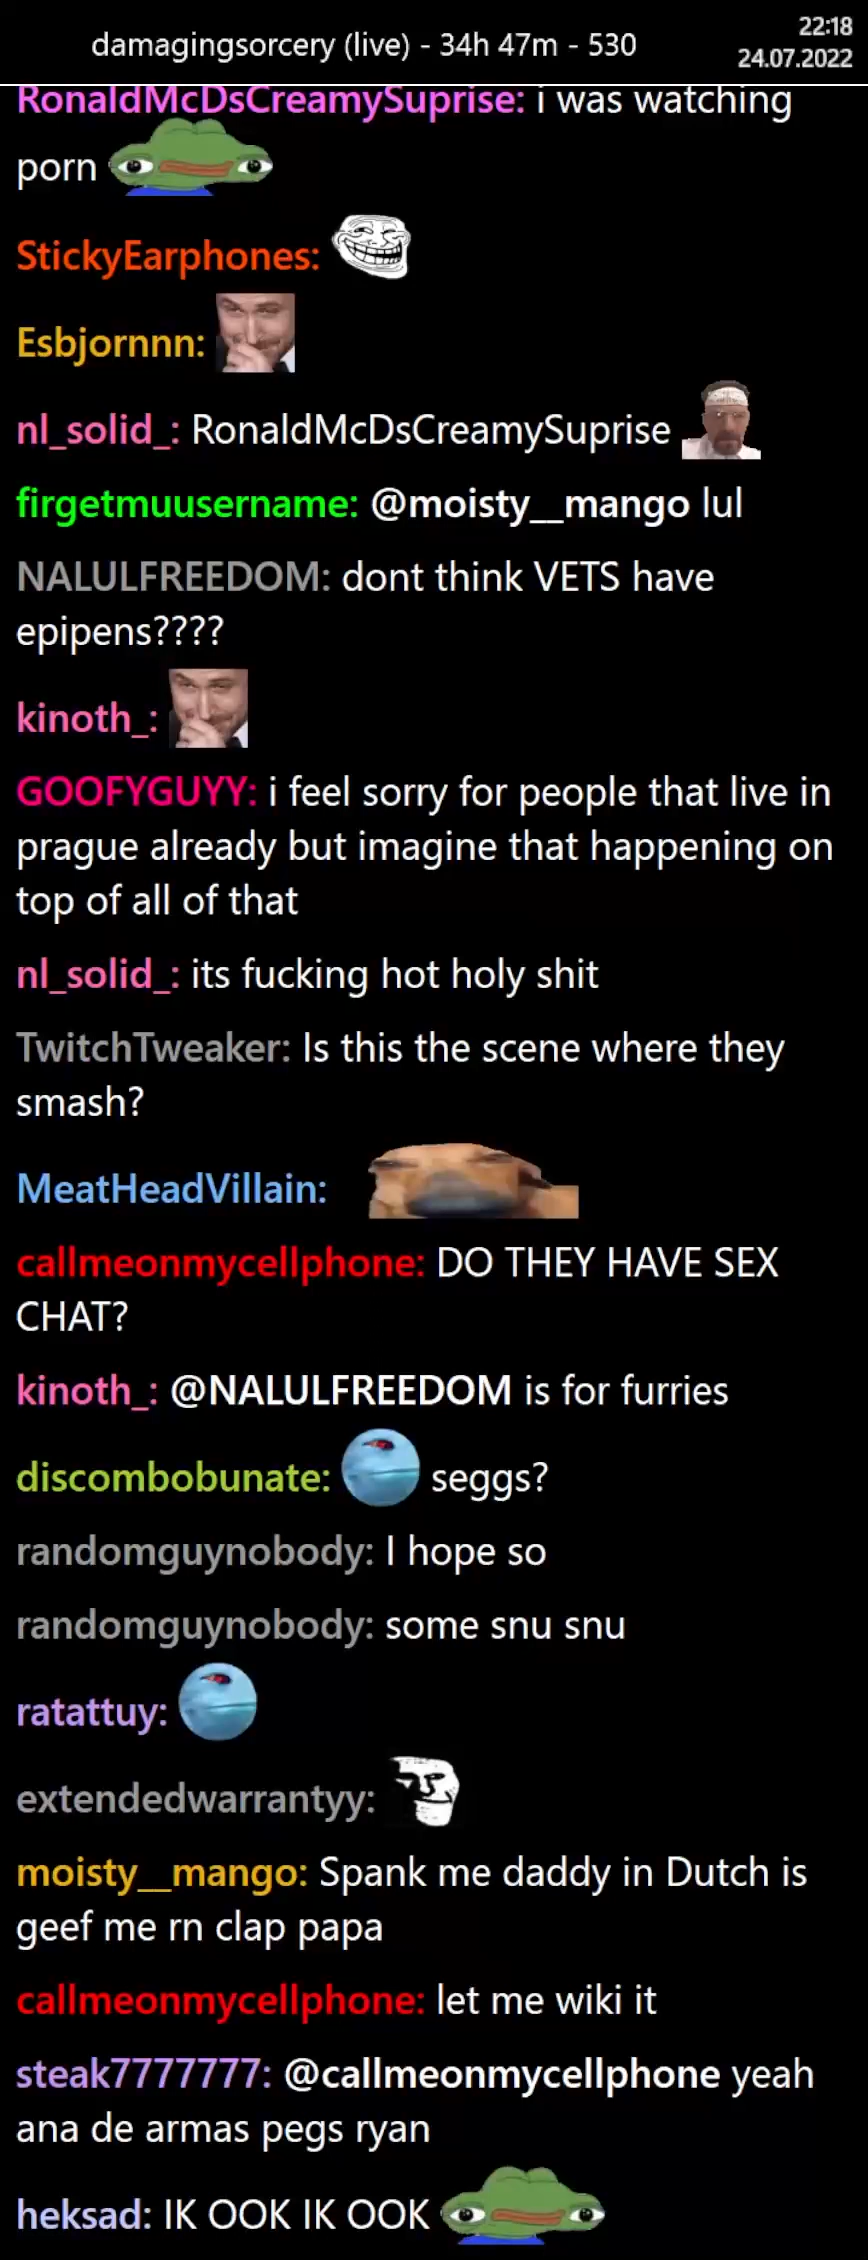 damagingsorcery (live) - 34h 47m - 530
22:18
24.07.2022
RonaldMcDsCreamySuprise: i was watching
porn
StickyEarphones:
Esbjornnn:
nl_solid_: RonaldMcDsCreamySuprise
firgetmuusername: @moisty__mango lul
NALULFREEDOM: dont think VETS have
epipens????
kinoth_:
GOOFYGUYY: i feel sorry for people that live in
prague already but imagine that happening on
top of all of that
nl_solid_: its fucking hot holy shit
TwitchTweaker: Is this the scene where they
smash?
MeatHeadVillain:
callmeonmycellphone: DO THEY HAVE SEX
CHAT?
kinoth_: @NALULFREEDOM is for furries
discombobunate: seggs?
randomguynobody: I hope so
randomguynobody: some snu snu
ratattuy:
extendedwarrantyy:
moisty__mango: Spank me daddy in Dutch is
geef me rn clap papa
callmeonmycellphone: let me wiki it
steak7777777: @callmeonmycellphone yeah
ana de armas pegs ryan
heksad: IK OOK IK OOK